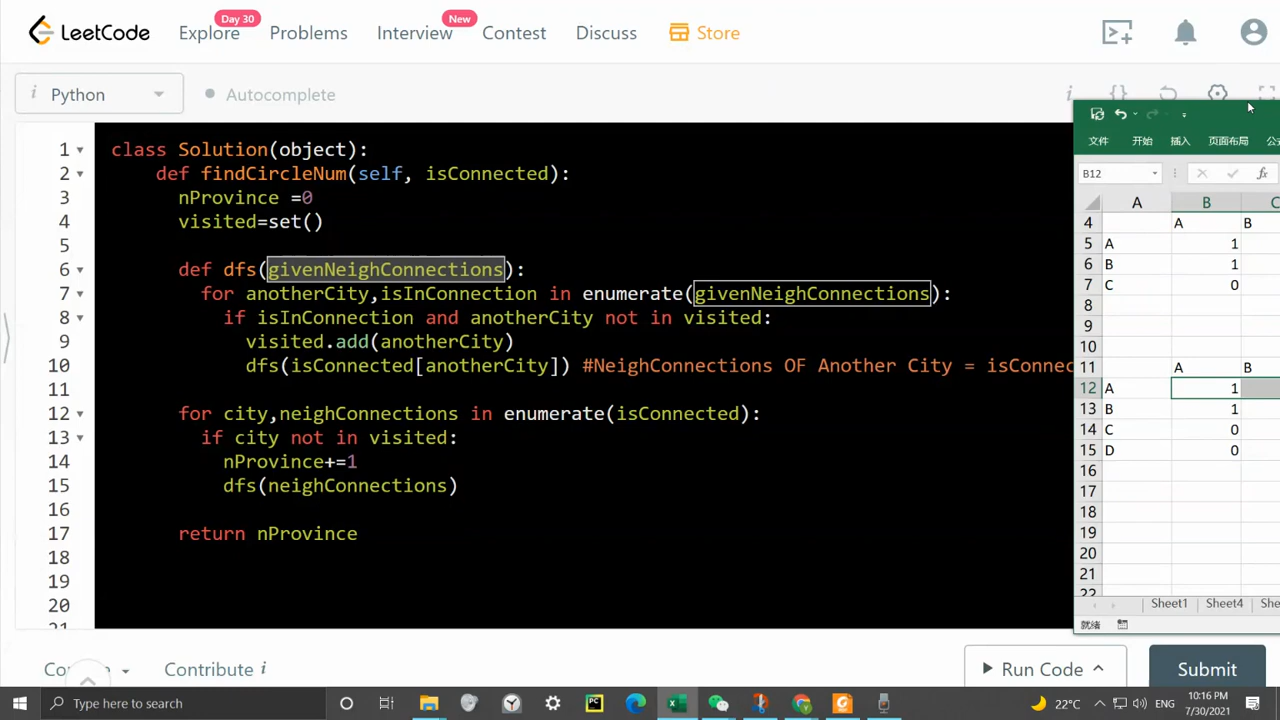 Day 30
New
LeetCode Explore Problems Interview Contest Discuss Store
i Python Autocomplete
1 class Solution(object):
2 def findCircleNum(self, isConnected):
3 nProvince =0
4 visited=set()
5
6 def dfs(givenNeighConnections):
7 for anotherCity,isInConnection in enumerate(givenNeighConnections):
8 if isInConnection and anotherCity not in visited:
9 visited.add(anotherCity)
10 dfs(isConnected[anotherCity]) #NeighConnections OF Another City = isConnec
11
12 for city,neighConnections in enumerate(isConnected):
13 if city not in visited:
14 nProvince+=1
15 dfs(neighConnections)
16
17 return nProvince
18
19
20
21
文件 开始 插入 页面布局
B12 fx
A B C
4 A B
5 A 1
6 B 1
7 C 0
8
9
10
11 A B
12 A 1
13 B 1
14 C 0
15 D 0
16
17
18
19
20
21
22
Sheet1 Sheet4 She
就绪
Contribute i
Run Code
Submit
Type here to search
22°C
ENG
10:16 PM
7/30/2021